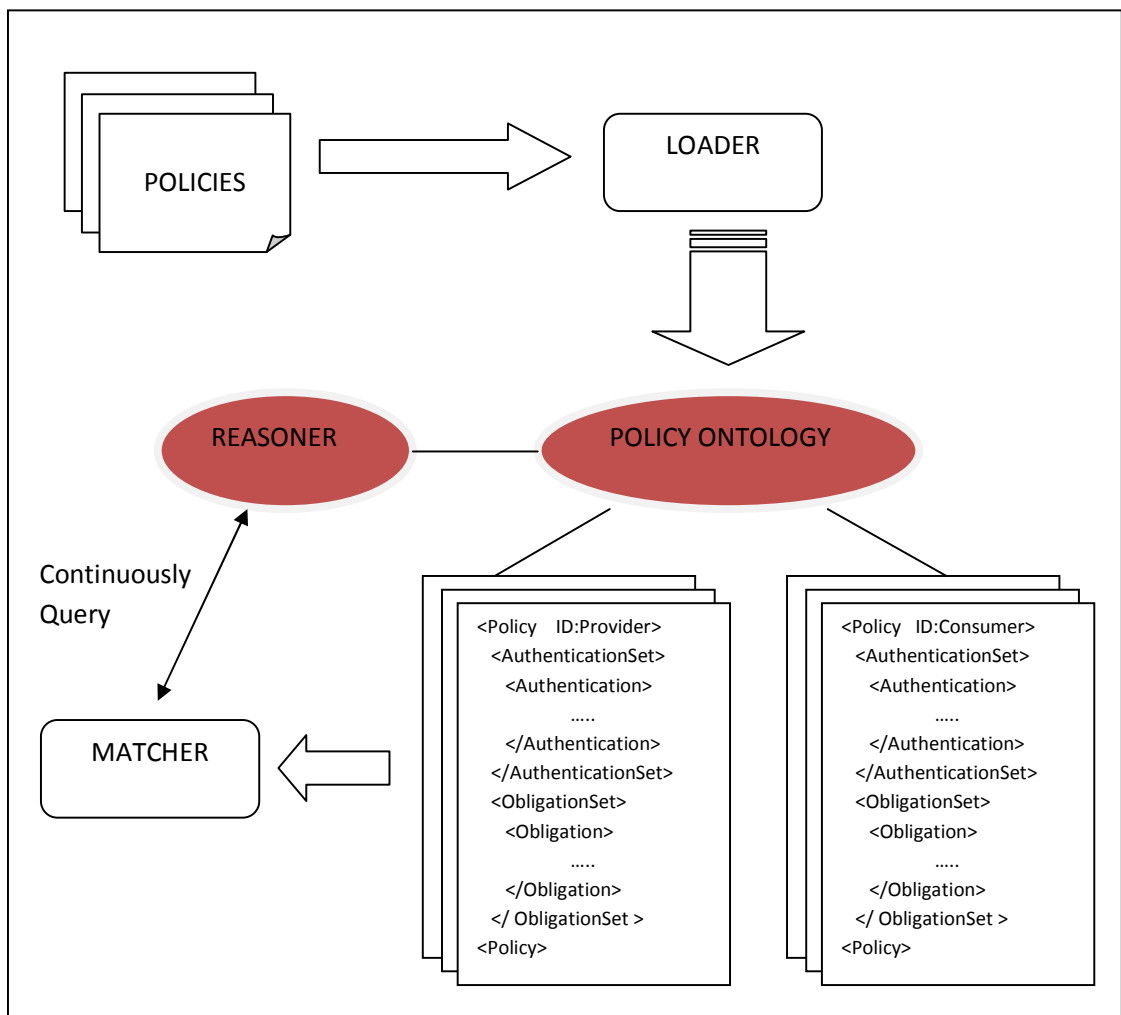 POLICIES
LOADER
REASONER
POLICY ONTOLOGY
Continuously
Query
MATCHER
<Policy    ID:Provider>
<AuthenticationSet>
<Authentication>
…..
</Authentication>
</AuthenticationSet>
<ObligationSet>
<Obligation>
…..
</Obligation>
</ ObligationSet >
<Policy>
<Policy   ID:Consumer>
<AuthenticationSet>
<Authentication>
…..
</Authentication>
</AuthenticationSet>
<ObligationSet>
<Obligation>
…..
</Obligation>
</ ObligationSet >
<Policy>